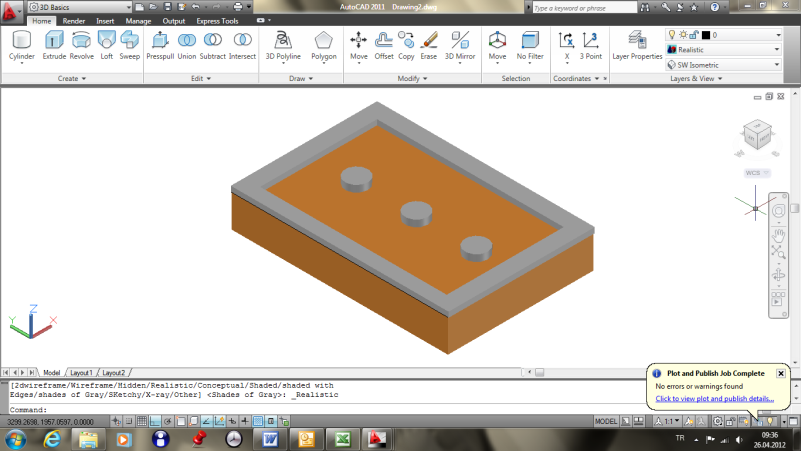 3D Basics
AutoCAD 2011 Drawing2.dwg
Type a keyword or phrase
Home Render Insert Manage Output Express Tools
Cylinder Extrude Revolve Loft Sweep Presspull Union Subtract Intersect 3D Polyline Polygon Move Offset Copy Erase 3D Mirror Move No Filter X 3 Point Layer Properties
0
Realistic
SW Isometric
Create Edit Draw Modify Selection Coordinates Layers & View
WCS
Z
Y X
Model Layout1 Layout2
[2dwireframe/Wireframe/Hidden/Realistic/Conceptual/Shaded/shaded with
Edges/shades of Gray/SKetchy/X-ray/Other] <Shades of Gray>: _Realistic
Command:
Plot and Publish Job Complete
No errors or warnings found
Click to view plot and publish details...
3299.2698, 1957.0597, 0.0000
MODEL
1:1
TR
09:36
26.04.2012